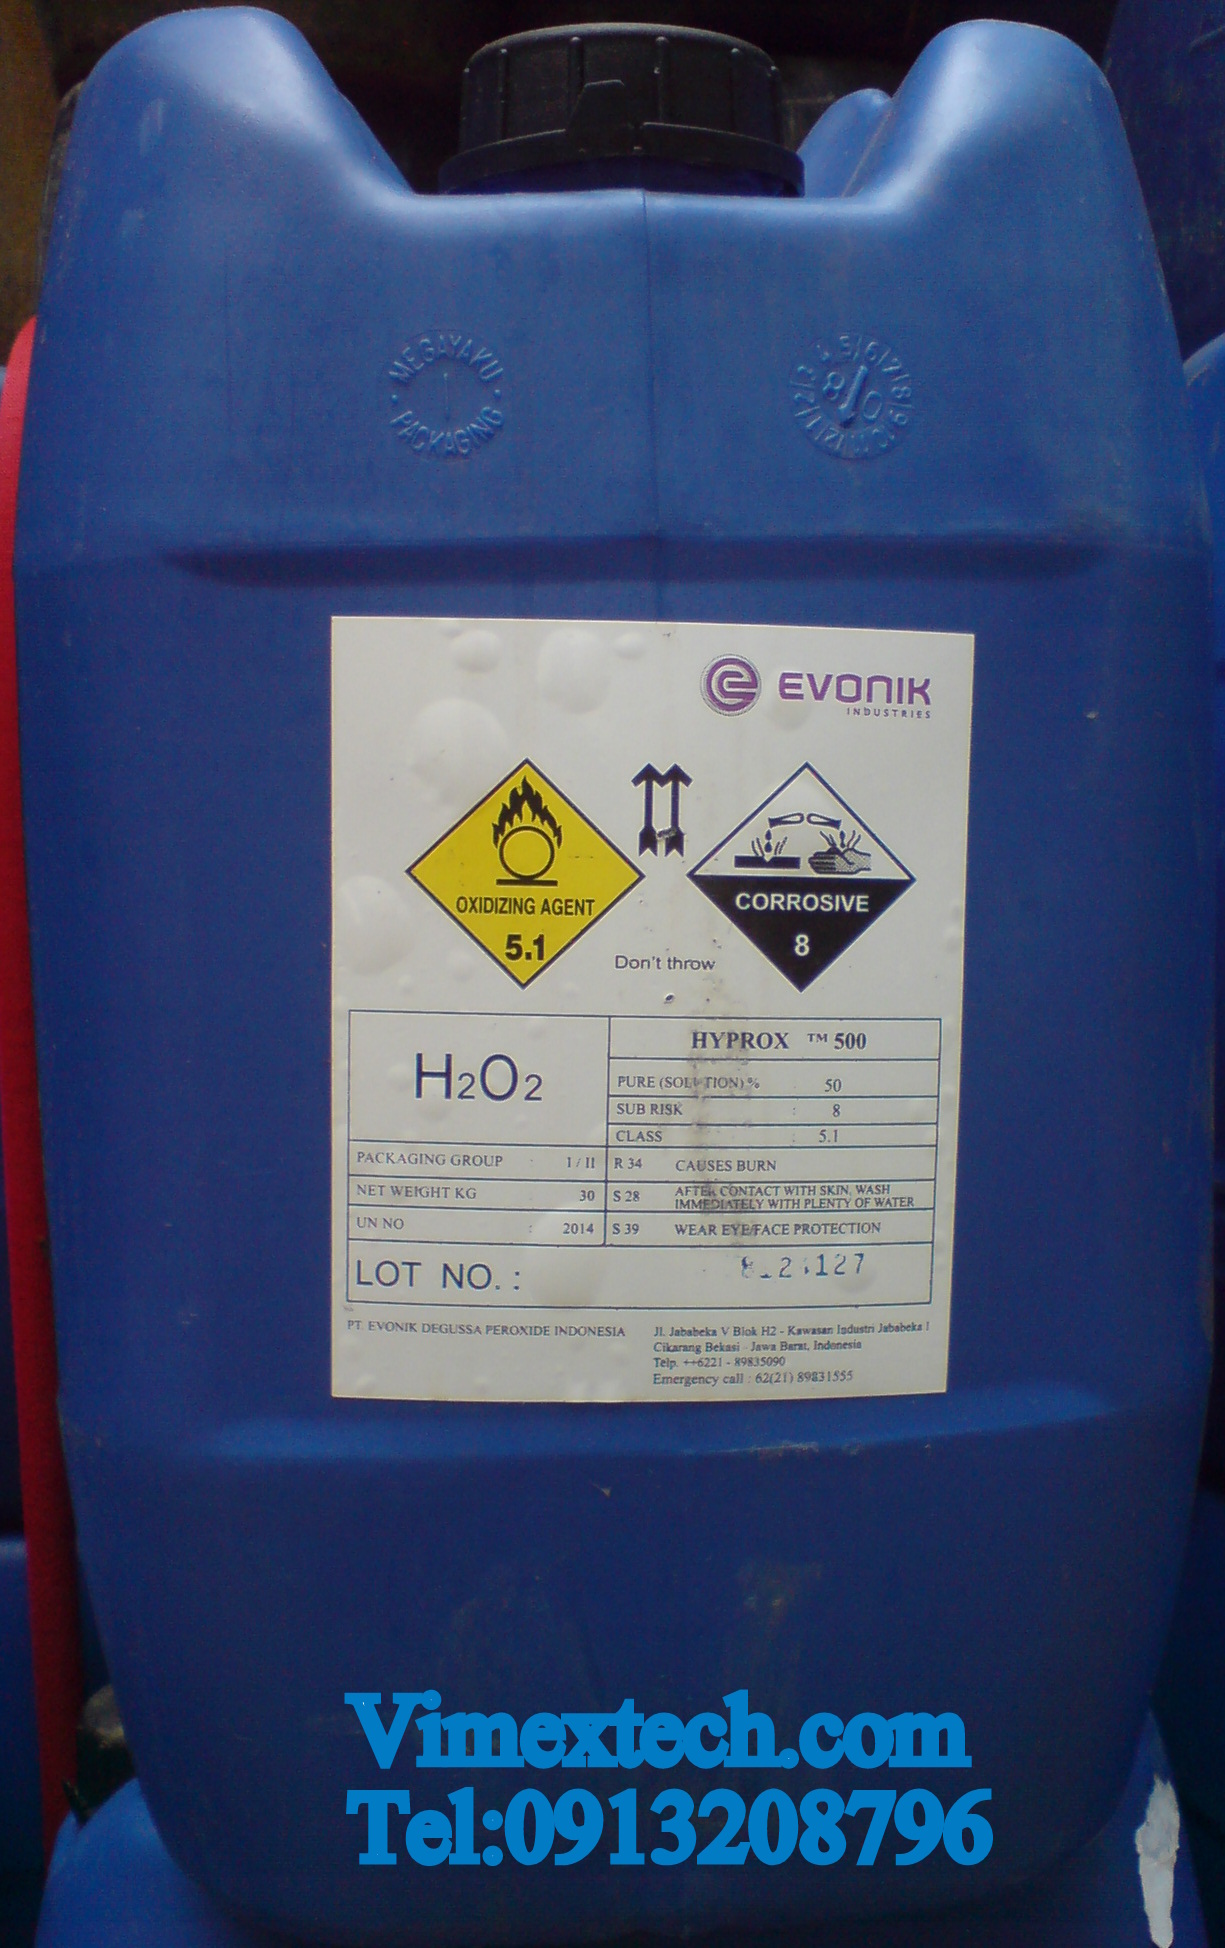 MEGAYAKU
PACKAGING
EVONIK
INDUSTRIES
OXIDIZING AGENT
5.1
CORROSIVE
8
Don't throw
H2O2
HYPROX ™ 500
PURE (SOLUTION) % 50
SUB RISK : 8
CLASS : 5.1
PACKAGING GROUP : I / II
R 34 CAUSES BURN
NET WEIGHT KG 30
S 28 AFTER CONTACT WITH SKIN, WASH
IMMEDIATELY WITH PLENTY OF WATER
UN NO : 2014
S 39 WEAR EYE/FACE PROTECTION
LOT NO. :
PT. EVONIK DEGUSSA PEROXIDE INDONESIA
Jl. Jababeka V Blok H2 - Kawasan Industri Jababeka I
Cikarang Bekasi - Jawa Barat, Indonesia
Telp. ++6221 - 89835090
Emergency call : 62(21) 89831555
Vimextech.com
Tel:0913208796